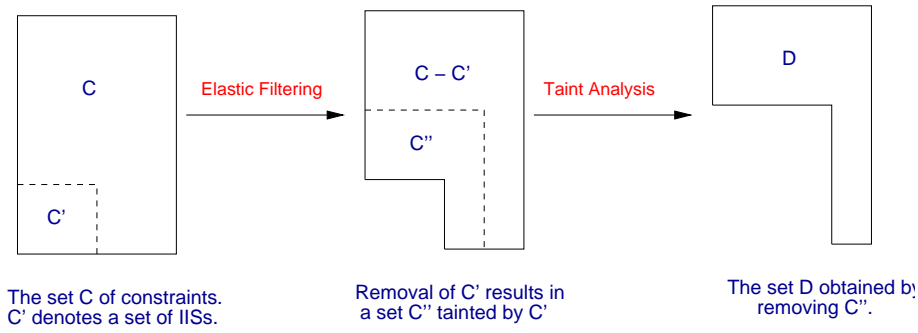 C
C'
Elastic Filtering
C – C'
C''
Taint Analysis
D
The set C of constraints.
C' denotes a set of IISs.
Removal of C' results in
a set C'' tainted by C'
The set D obtained by
removing C''.